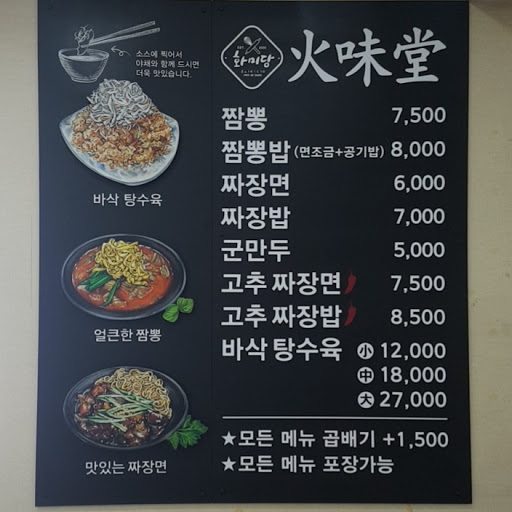 소스에 찍어서
야채와 함께 드시면
더욱 맛있습니다.
바삭 탕수육
얼큰한 짬뽕
맛있는 짜장면
화미당
火味堂
짬뽕 7,500
짬뽕밥 (면조금+공기밥) 8,000
짜장면 6,000
짜장밥 7,000
군만두 5,000
고추 짜장면 7,500
고추 짜장밥 8,500
바삭 탕수육 小 12,000
中 18,000
大 27,000
★모든 메뉴 곱배기 +1,500
★모든 메뉴 포장가능